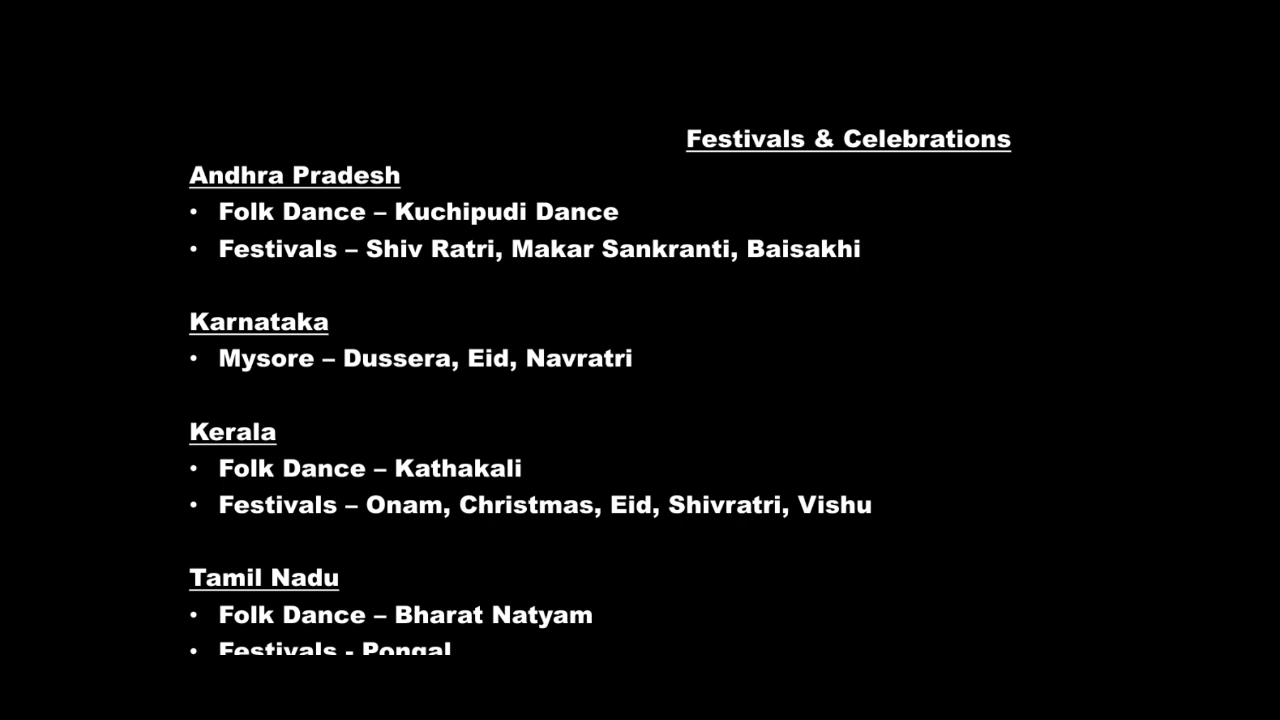 Festivals & Celebrations
Andhra Pradesh
• Folk Dance – Kuchipudi Dance
• Festivals – Shiv Ratri, Makar Sankranti, Baisakhi
Karnataka
• Mysore – Dussera, Eid, Navratri
Kerala
• Folk Dance – Kathakali
• Festivals – Onam, Christmas, Eid, Shivratri, Vishu
Tamil Nadu
• Folk Dance – Bharat Natyam
• Festivals - Pongal